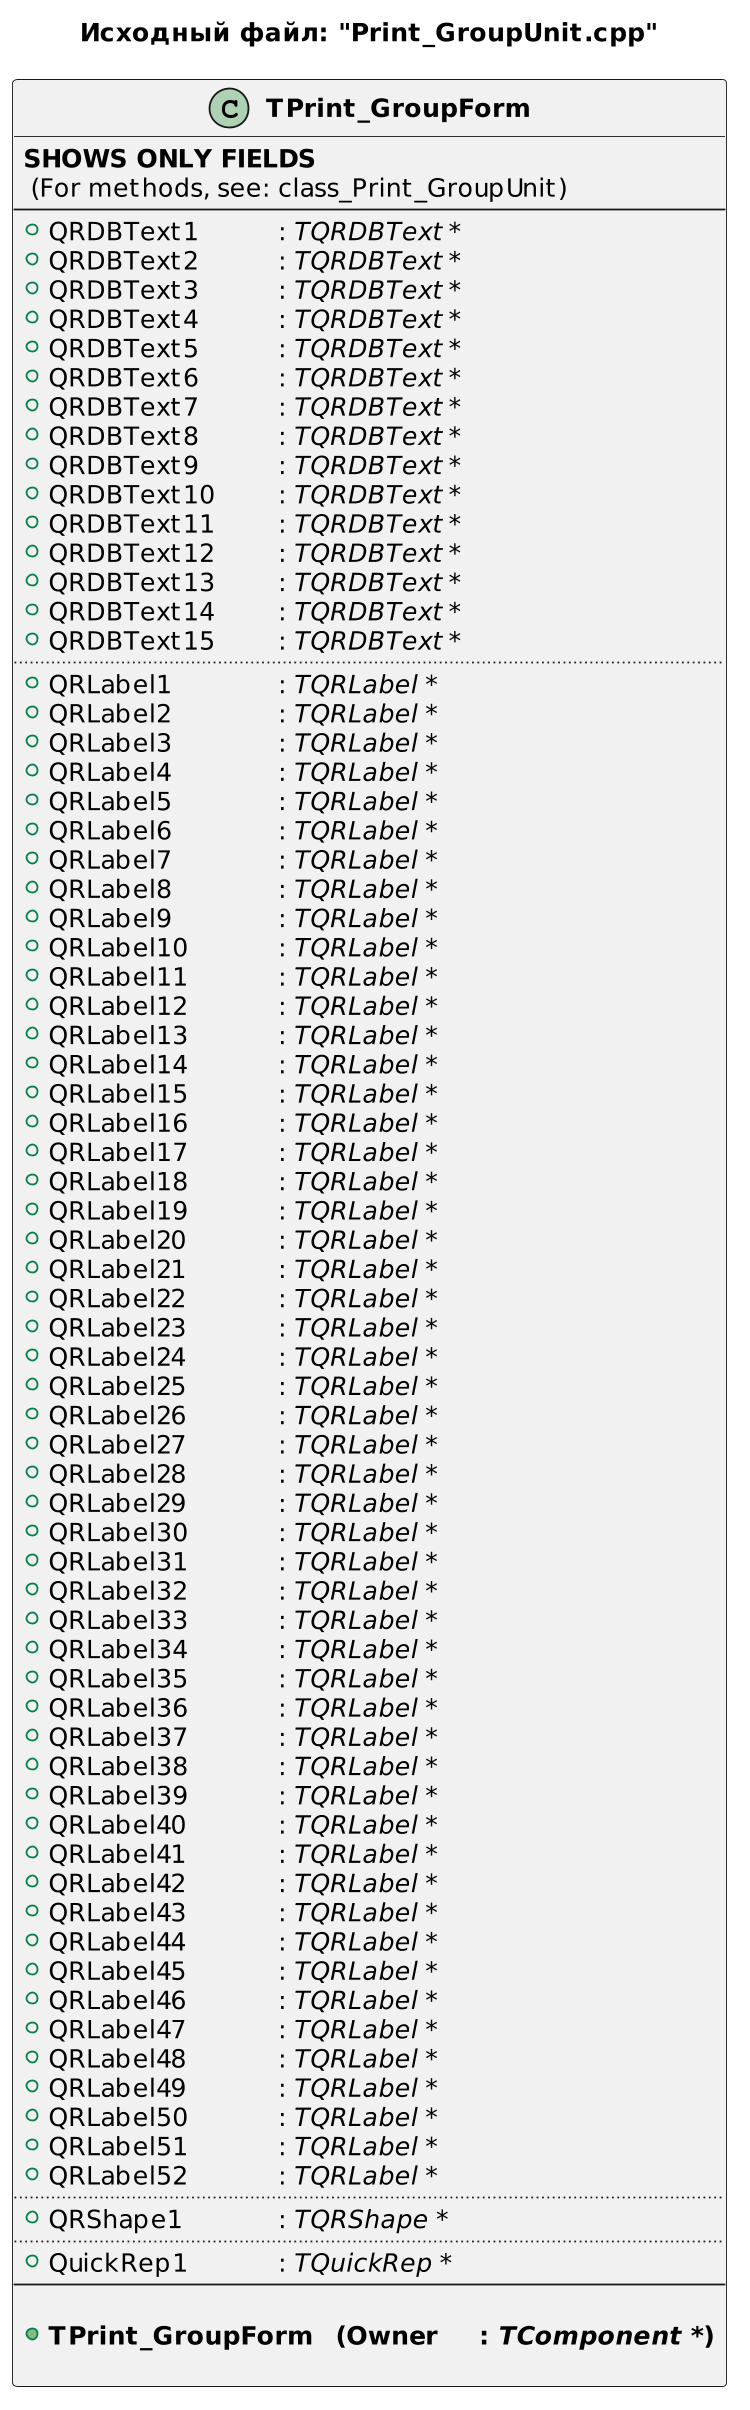 Исходный файл: "Print_GroupUnit.cpp"
C TPrint_GroupForm
SHOWS ONLY FIELDS
(For methods, see: class_Print_GroupUnit)
QRDBText1 : TQRDBText *
QRDBText2 : TQRDBText *
QRDBText3 : TQRDBText *
QRDBText4 : TQRDBText *
QRDBText5 : TQRDBText *
QRDBText6 : TQRDBText *
QRDBText7 : TQRDBText *
QRDBText8 : TQRDBText *
QRDBText9 : TQRDBText *
QRDBText10 : TQRDBText *
QRDBText11 : TQRDBText *
QRDBText12 : TQRDBText *
QRDBText13 : TQRDBText *
QRDBText14 : TQRDBText *
QRDBText15 : TQRDBText *
QRLabel1 : TQRLabel *
QRLabel2 : TQRLabel *
QRLabel3 : TQRLabel *
QRLabel4 : TQRLabel *
QRLabel5 : TQRLabel *
QRLabel6 : TQRLabel *
QRLabel7 : TQRLabel *
QRLabel8 : TQRLabel *
QRLabel9 : TQRLabel *
QRLabel10 : TQRLabel *
QRLabel11 : TQRLabel *
QRLabel12 : TQRLabel *
QRLabel13 : TQRLabel *
QRLabel14 : TQRLabel *
QRLabel15 : TQRLabel *
QRLabel16 : TQRLabel *
QRLabel17 : TQRLabel *
QRLabel18 : TQRLabel *
QRLabel19 : TQRLabel *
QRLabel20 : TQRLabel *
QRLabel21 : TQRLabel *
QRLabel22 : TQRLabel *
QRLabel23 : TQRLabel *
QRLabel24 : TQRLabel *
QRLabel25 : TQRLabel *
QRLabel26 : TQRLabel *
QRLabel27 : TQRLabel *
QRLabel28 : TQRLabel *
QRLabel29 : TQRLabel *
QRLabel30 : TQRLabel *
QRLabel31 : TQRLabel *
QRLabel32 : TQRLabel *
QRLabel33 : TQRLabel *
QRLabel34 : TQRLabel *
QRLabel35 : TQRLabel *
QRLabel36 : TQRLabel *
QRLabel37 : TQRLabel *
QRLabel38 : TQRLabel *
QRLabel39 : TQRLabel *
QRLabel40 : TQRLabel *
QRLabel41 : TQRLabel *
QRLabel42 : TQRLabel *
QRLabel43 : TQRLabel *
QRLabel44 : TQRLabel *
QRLabel45 : TQRLabel *
QRLabel46 : TQRLabel *
QRLabel47 : TQRLabel *
QRLabel48 : TQRLabel *
QRLabel49 : TQRLabel *
QRLabel50 : TQRLabel *
QRLabel51 : TQRLabel *
QRLabel52 : TQRLabel *
QRShape1 : TQRShape *
QuickRep1 : TQuickRep *
TPrint_GroupForm (Owner : TComponent *)